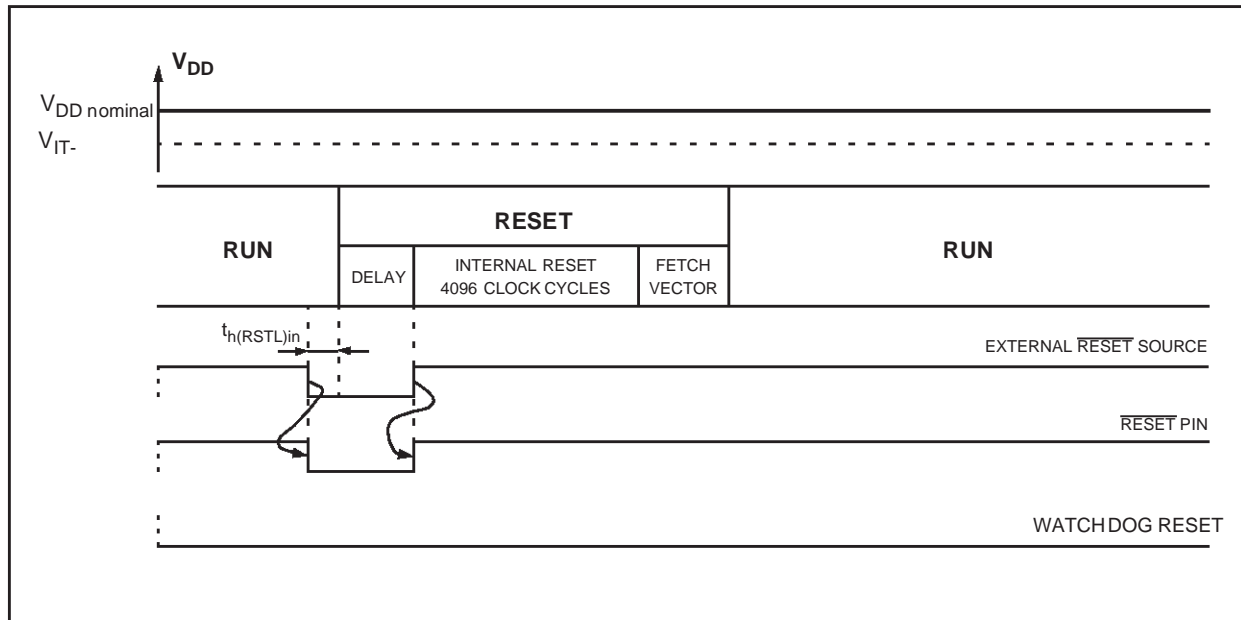 VDD
VDD nominal
VIT-
RUN
RESET
RUN
DELAY
INTERNAL RESET
4096 CLOCK CYCLES
FETCH
VECTOR
th(RSTL)in
EXTERNAL RESET SOURCE
RESET PIN
WATCHDOG RESET